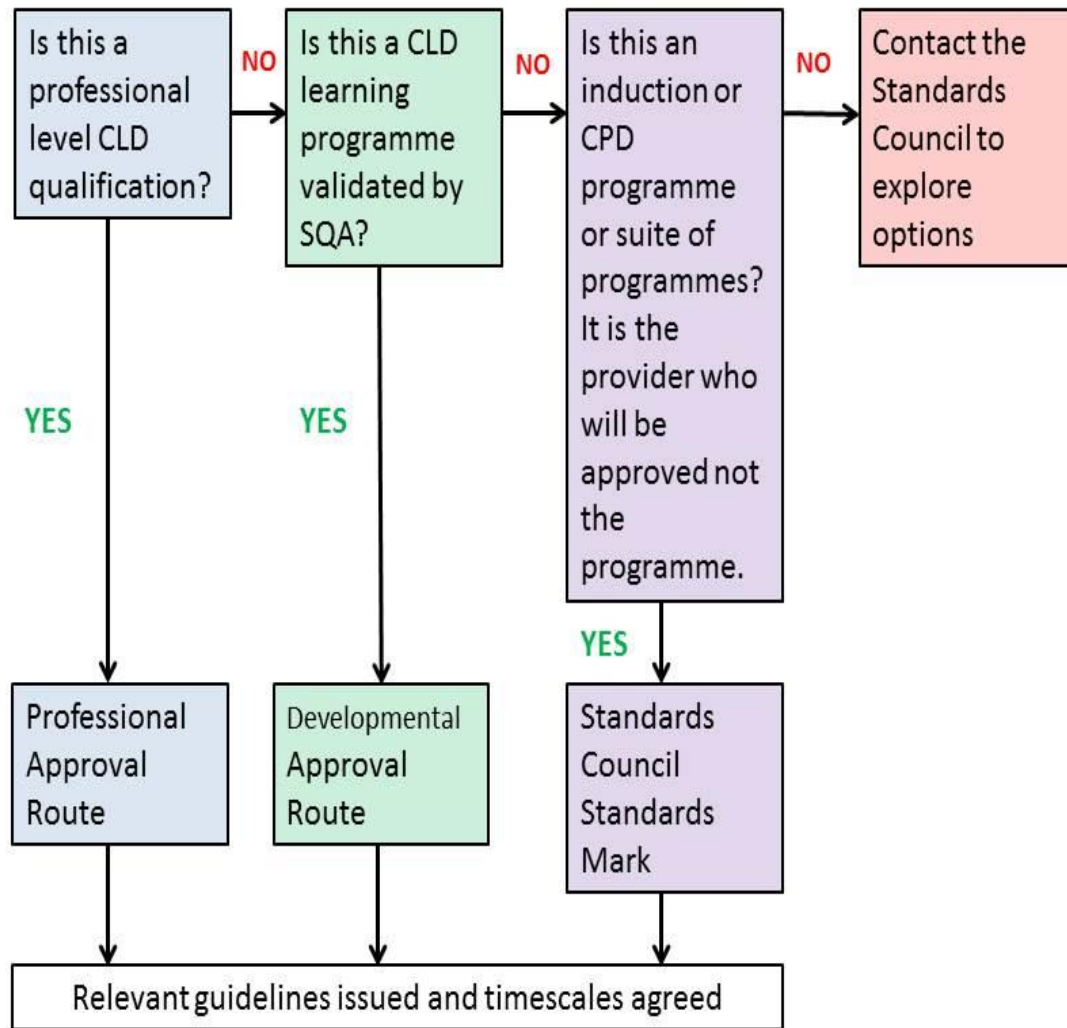 Is this a
professional
level CLD
qualification?
NO
Is this a CLD
learning
programme
validated by
SQA?
NO
Is this an
induction or
CPD
programme
or suite of
programmes?
It is the
provider who
will be
approved not
the
programme.
NO
Contact the
Standards
Council to
explore
options
YES
YES
YES
Professional
Approval
Route
Developmental
Approval
Route
Standards
Council
Standards
Mark
Relevant guidelines issued and timescales agreed